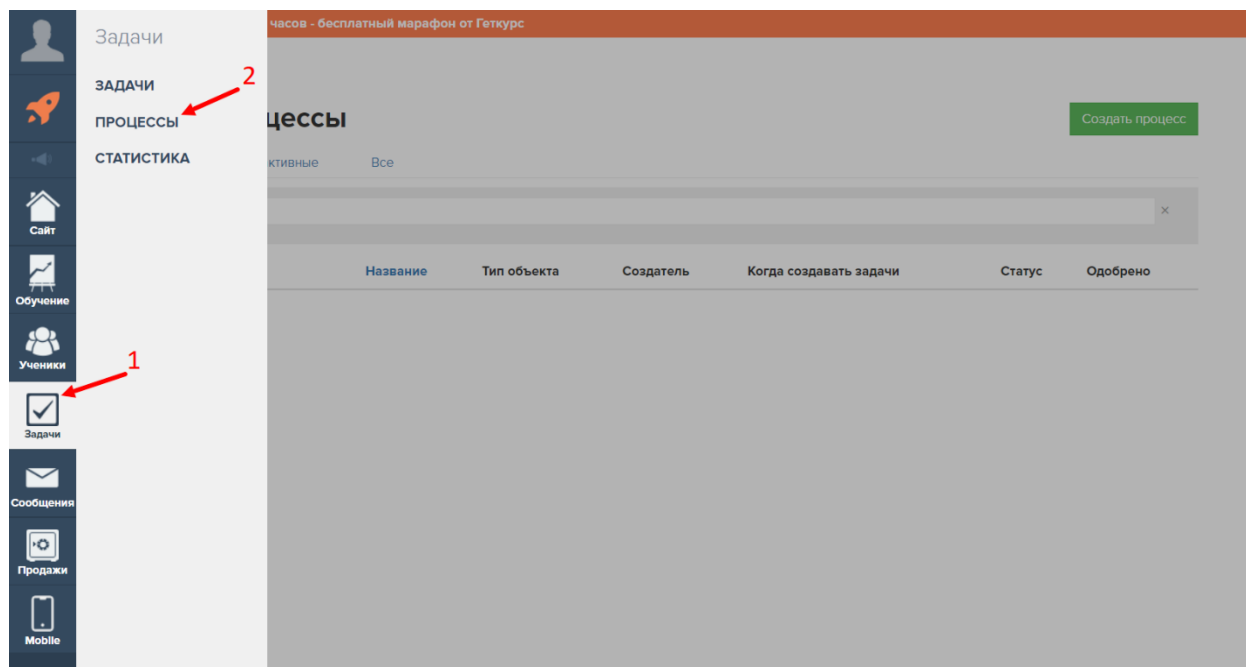 часов - бесплатный марафон от Геткурс
Задачи
ЗАДАЧИ
2
ПРОЦЕССЫ
СТАТИСТИКА
цессы
Создать процесс
ктивные
Все
×
Название
Тип объекта
Создатель
Когда создавать задачи
Статус
Одобрено
Сайт
Обучение
Ученики
1
Задачи
Сообщения
Продажи
Mobile